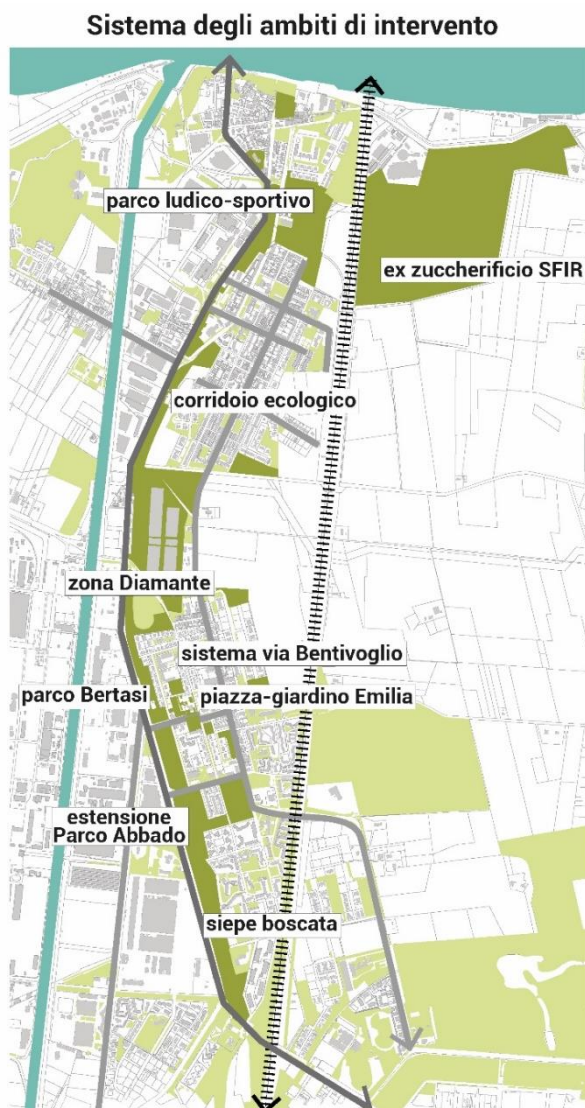 Sistema degli ambiti di intervento
parco ludico-sportivo
ex zuccherificio SFIR
corridoio ecologico
zona Diamante
sistema via Bentivoglio
parco Bertasi
piazza-giardino Emilia
estensione
Parco Abbado
siepe boscata